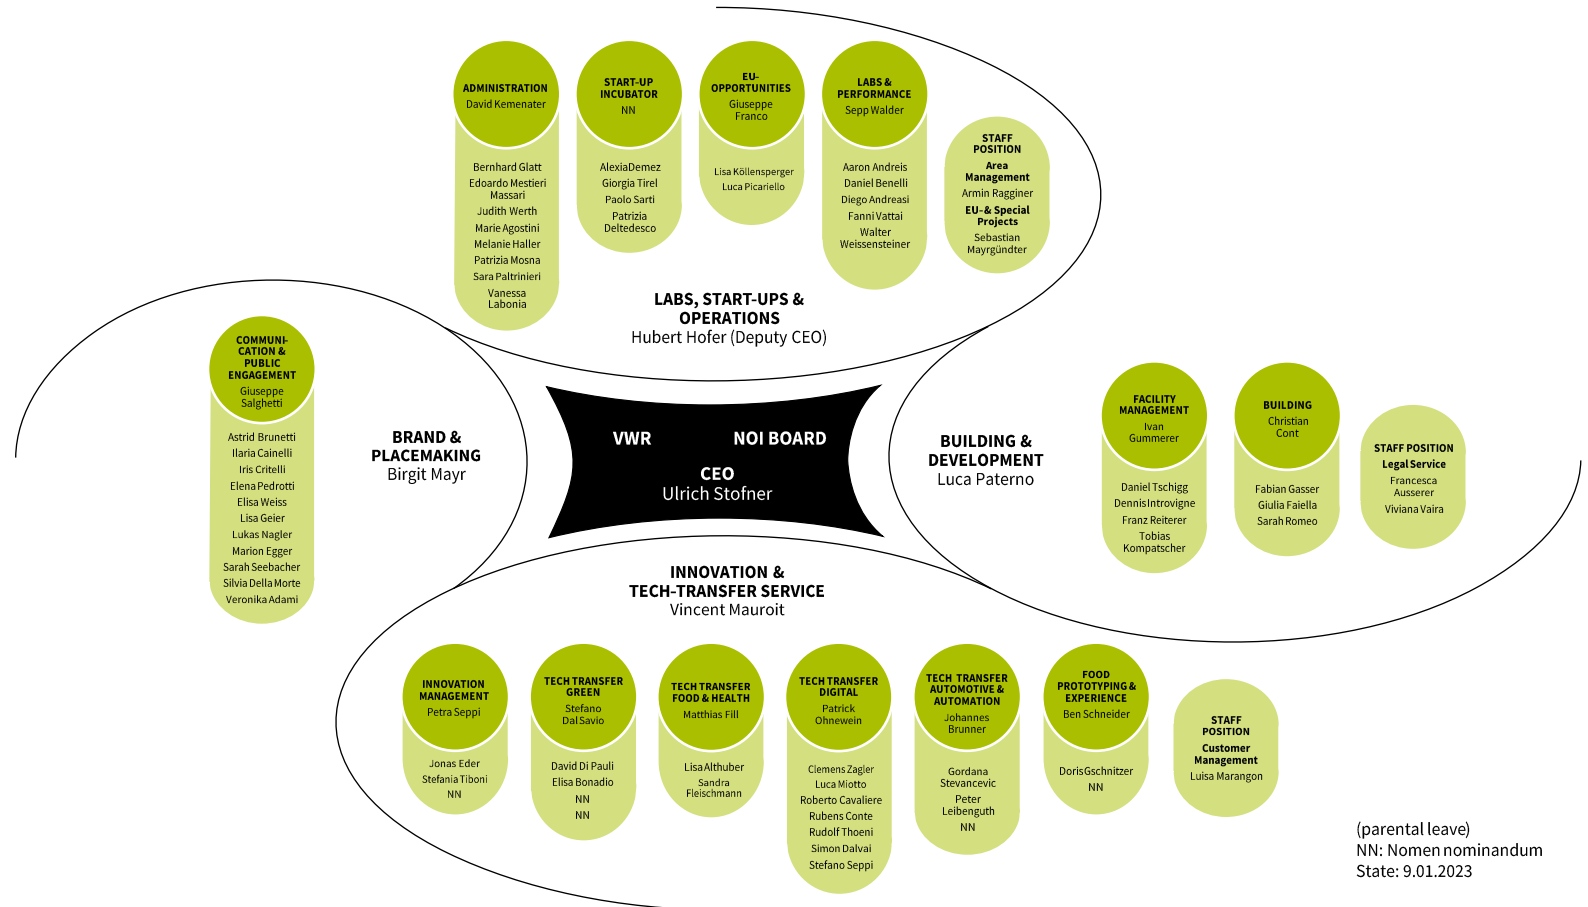 ADMINISTRATION
David Kemenater
Bernhard Glatt
Edoardo Mestieri
Massari
Judith Werth
Marie Agostini
Melanie Haller
Patrizia Mosna
Sara Paltrinieri
Vanessa
Labonia
START-UP
INCUBATOR
NN
AlexiaDemez
Giorgia Tirel
Paolo Sarti
Patrizia
Deltedesco
EU-
OPPORTUNITIES
Giuseppe
Franco
Lisa Köllensperger
Luca Picariello
LABS &
PERFORMANCE
Sepp Walder
Aaron Andreis
Daniel Benelli
Diego Andreasi
Fanni Vattai
Walter
Weissensteiner
STAFF
POSITION
Area
Management
Armin Ragginer
EU-& Special
Projects
Sebastian
Mayrgündter
LABS, START-UPS &
OPERATIONS
Hubert Hofer (Deputy CEO)
COMMUNI-
CATION &
PUBLIC
ENGAGEMENT
Giuseppe
Salghetti
Astrid Brunetti
Ilaria Cainelli
Iris Critelli
Elena Pedrotti
Elisa Weiss
Lisa Geier
Lukas Nagler
Marion Egger
Sarah Seebacher
Silvia Della Morte
Veronika Adami
BRAND &
PLACEMAKING
Birgit Mayr
VWR NOI BOARD
CEO
Ulrich Stofner
BUILDING &
DEVELOPMENT
Luca Paterno
FACILITY
MANAGEMENT
Ivan
Gummerer
Daniel Tschigg
DennisIntrovigne
Franz Reiterer
Tobias
Kompatscher
BUILDING
Christian
Cont
Fabian Gasser
Giulia Faiella
Sarah Romeo
STAFF POSITION
Legal Service
Francesca
Ausserer
Viviana Vaira
INNOVATION &
TECH-TRANSFER SERVICE
Vincent Mauroit
INNOVATION
MANAGEMENT
Petra Seppi
Jonas Eder
Stefania Tiboni
NN
TECH TRANSFER
GREEN
Stefano
Dal Savio
David Di Pauli
Elisa Bonadio
NN
NN
TECH TRANSFER
FOOD & HEALTH
Matthias Fill
Lisa Althuber
Sandra
Fleischmann
TECH TRANSFER
DIGITAL
Patrick
Ohnewein
Clemens Zagler
Luca Miotto
Roberto Cavaliere
Rubens Conte
Rudolf Thoeni
Simon Dalvai
Stefano Seppi
TECH TRANSFER
AUTOMOTIVE &
AUTOMATION
Johannes
Brunner
Gordana
Stevancevic
Peter
Leibenguth
NN
FOOD
PROTOTYPING &
EXPERIENCE
Ben Schneider
DorisGschnitzer
NN
STAFF
POSITION
Customer
Management
Luisa Marangon
(parental leave)
NN: Nomen nominandum
State: 9.01.2023